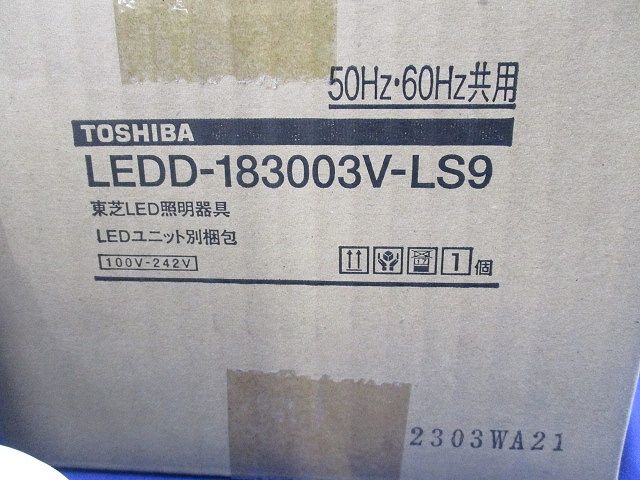 50Hz・60Hz共用
TOSHIBA
LEDD-183003V-LS9
東芝LED照明器具
LEDユニット別梱包
100V-242V
1個
2303WA21